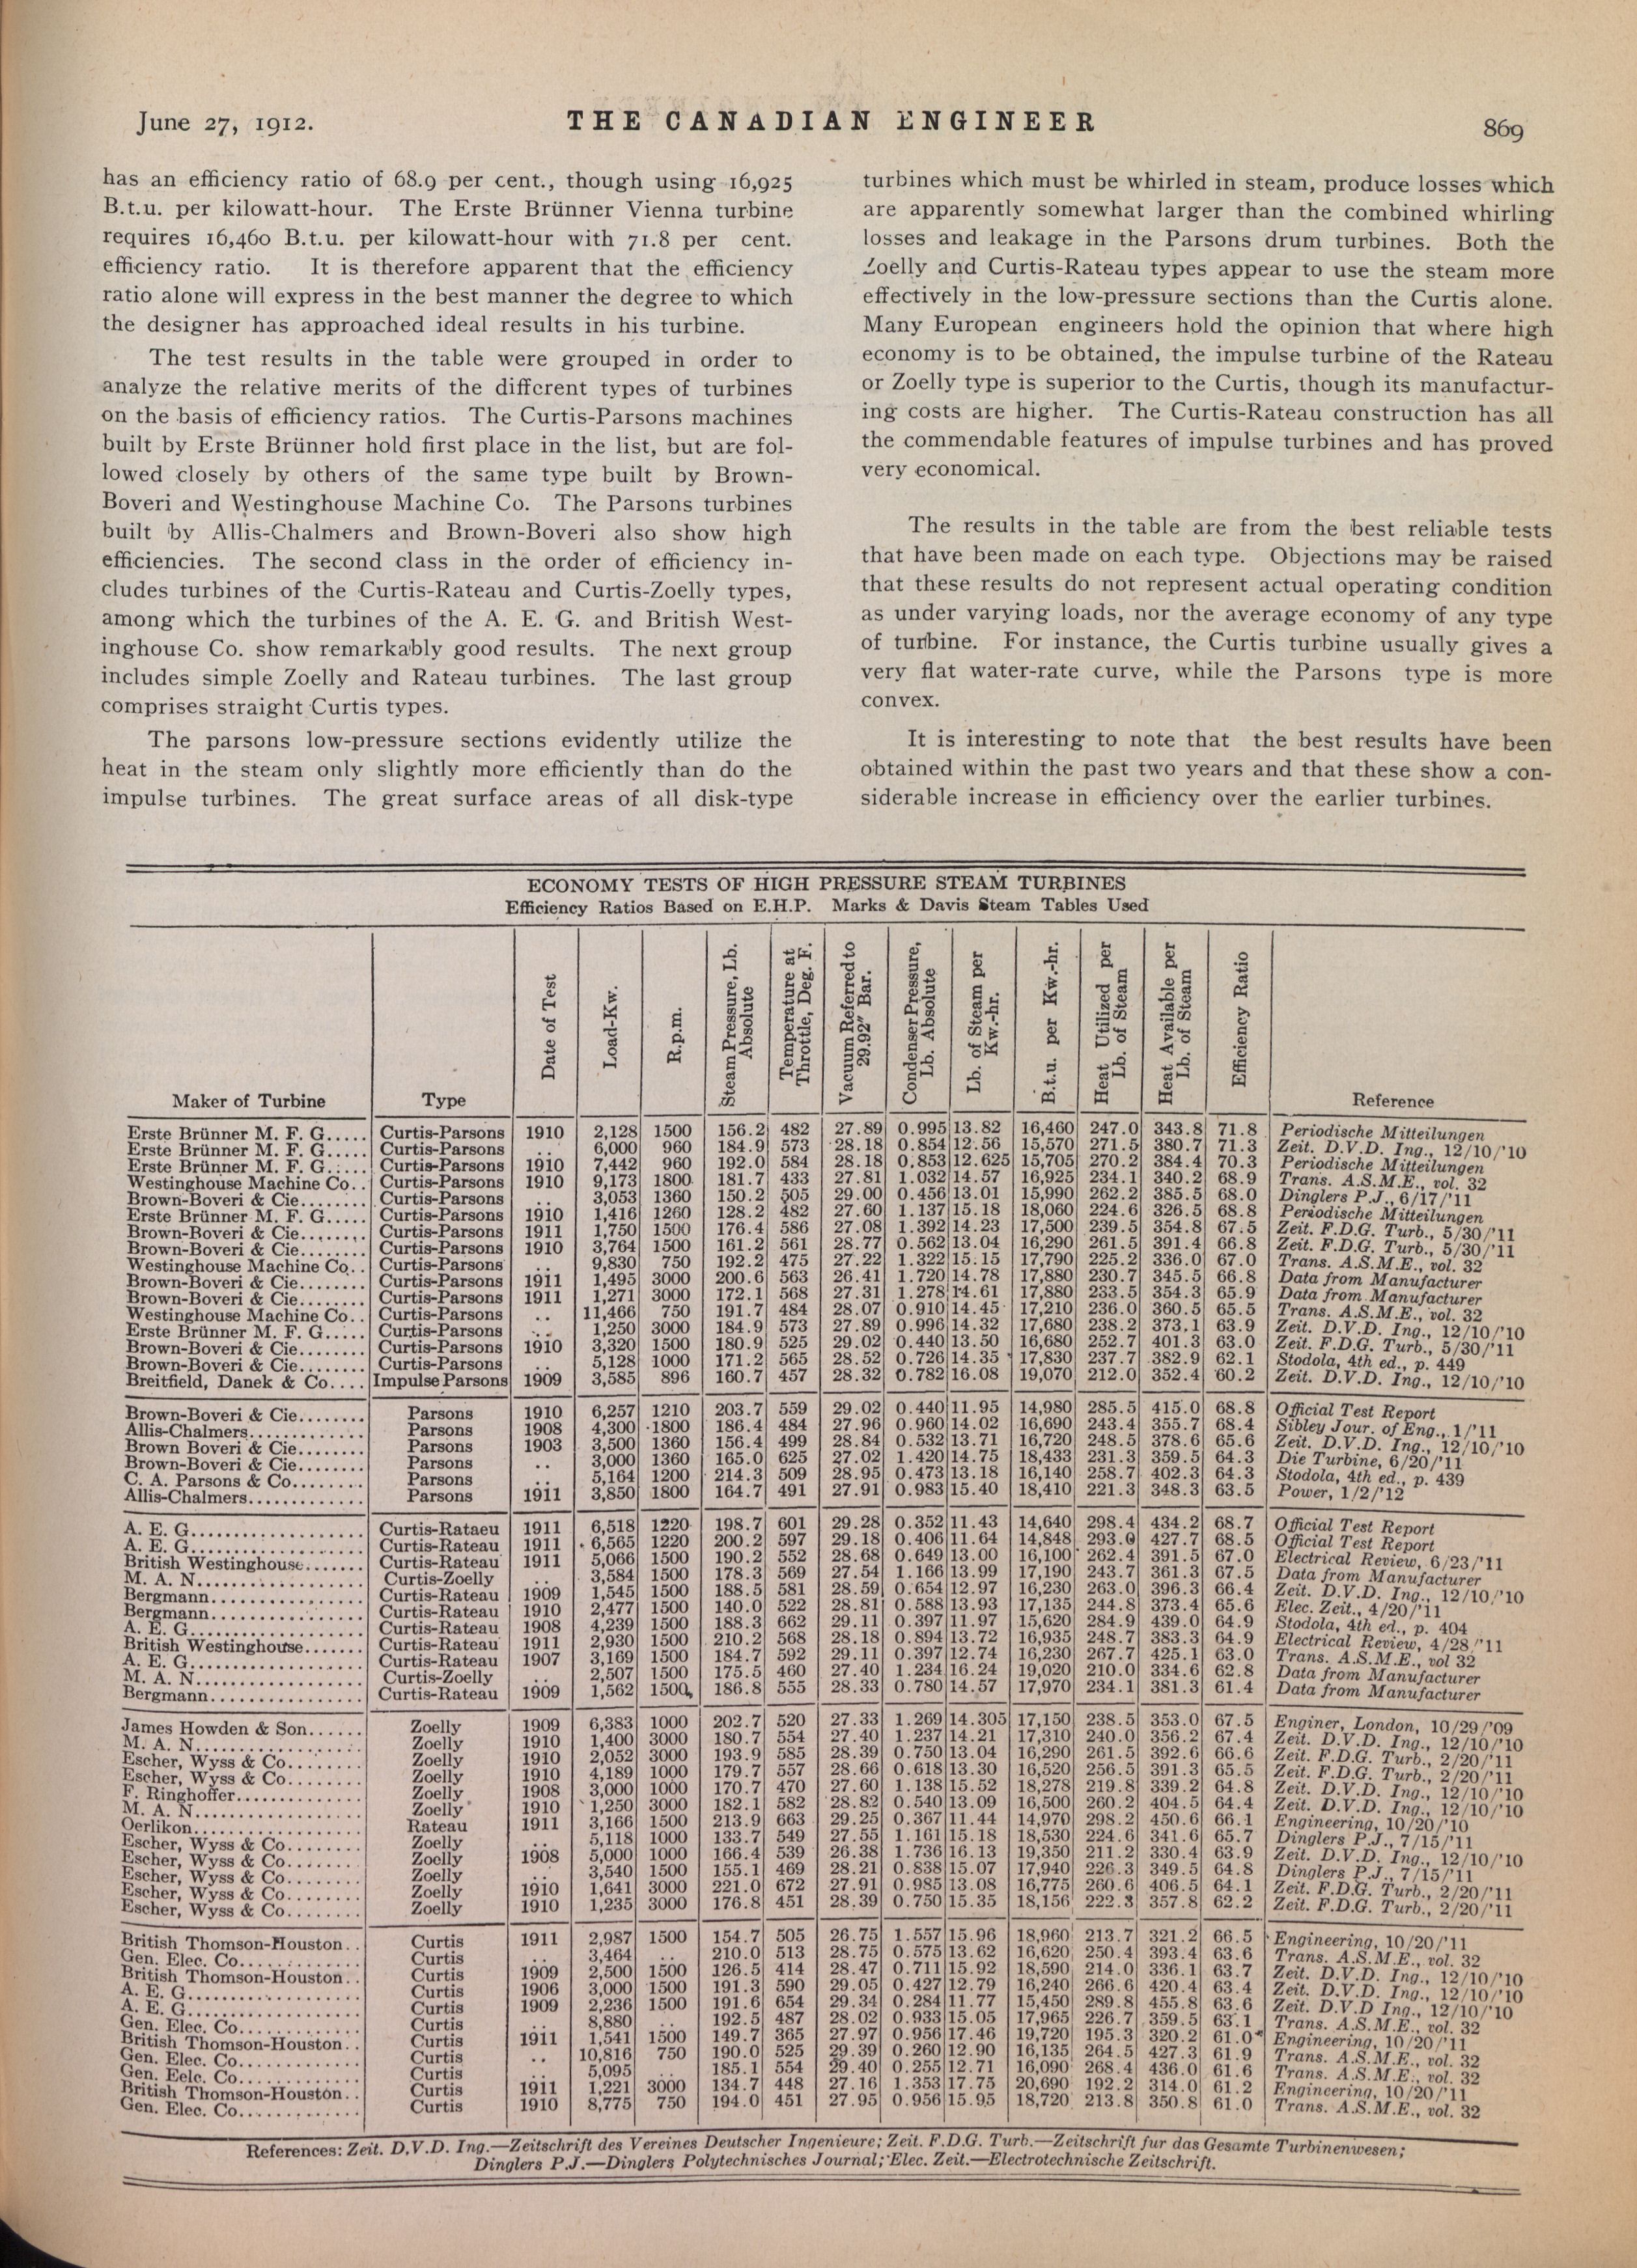 June 27, 1912.
THE CANADIAN ENGINEER
869
has an efficiency ratio of 68.9 per cent., though using 16,925
B.t.u. per kilowatt-hour. The Erste Brünner Vienna turbine
requires 16,460 B.t.u. per kilowatt-hour with 71.8 per cent.
efficiency ratio. It is therefore apparent that the efficiency
ratio alone will express in the best manner the degree to which
the designer has approached ideal results in his turbine.
The test results in the table were grouped in order to
analyze the relative merits of the different types of turbines
on the basis of efficiency ratios. The Curtis-Parsons machines
built by Erste Brünner hold first place in the list, but are fol-
lowed closely by others of the same type built by Brown-
Boveri and Westinghouse Machine Co. The Parsons turbines
built by Allis-Chalmers and Brown-Boveri also show high
efficiencies. The second class in the order of efficiency in-
cludes turbines of the Curtis-Rateau and Curtis-Zoelly types,
among which the turbines of the A. E. G. and British West-
inghouse Co. show remarkably good results. The next group
includes simple Zoelly and Rateau turbines. The last group
comprises straight Curtis types.
The parsons low-pressure sections evidently utilize the
heat in the steam only slightly more efficiently than do the
impulse turbines. The great surface areas of all disk-type
turbines which must be whirled in steam, produce losses which
are apparently somewhat larger than the combined whirling
losses and leakage in the Parsons drum turbines. Both the
Zoelly and Curtis-Rateau types appear to use the steam more
effectively in the low-pressure sections than the Curtis alone.
Many European engineers hold the opinion that where high
economy is to be obtained, the impulse turbine of the Rateau
or Zoelly type is superior to the Curtis, though its manufactur-
ing costs are higher. The Curtis-Rateau construction has all
the commendable features of impulse turbines and has proved
very economical.
The results in the table are from the best reliable tests
that have been made on each type. Objections may be raised
that these results do not represent actual operating condition
as under varying loads, nor the average economy of any type
of turbine. For instance, the Curtis turbine usually gives a
very flat water-rate curve, while the Parsons type is more
convex.
It is interesting to note that the best results have been
obtained within the past two years and that these show a con-
siderable increase in efficiency over the earlier turbines.
ECONOMY TESTS OF HIGH PRESSURE STEAM TURBINES
Efficiency Ratios Based on E.H.P. Marks & Davis Steam Tables Used
Maker of Turbine Type Date of Test Load-Kw. R.p.m. Steam Pressure, Lb. Absolute Temperature at Throttle, Deg. F. Vacuum Referred to 29.92" Bar. Condenser Pressure, Lb. Absolute Lb. of Steam per Kw.-hr. B.t.u. per Kw.-hr. Heat Utilized per Lb. of Steam Heat Available per Lb. of Steam Efficiency Ratio Reference
Erste Brünner M. F. G..... Curtis-Parsons 1910 2,128 1500 156.2 482 27.89 0.995 13.82 16,460 247.0 343.8 71.8 Periodische Mitteilungen
Erste Brünner M. F. G..... Curtis-Parsons .. 6,000 960 184.9 573 28.18 0.854 12.56 15,570 271.5 380.7 71.3 Zeit. D.V.D. Ing., 12/10/'10
Erste Brünner M. F. G..... Curtis-Parsons 1910 7,442 960 192.0 584 28.18 0.853 12.625 15,705 270.2 384.4 70.3 Periodische Mitteilungen
Westinghouse Machine Co.. Curtis-Parsons 1910 9,173 1800 181.7 433 27.81 1.032 14.57 16,925 234.1 340.2 68.9 Trans. A.S.M.E., vol. 32
Brown-Boveri & Cie........ Curtis-Parsons .. 3,053 1360 150.2 505 29.00 0.456 13.01 15,990 262.2 385.5 68.0 Dinglers P.J., 6/17/'11
Erste Brünner M. F. G..... Curtis-Parsons 1910 1,416 1260 128.2 482 27.60 1.137 15.18 18,060 224.6 326.5 68.8 Periodische Mitteilungen
Brown-Boveri & Cie........ Curtis-Parsons 1911 1,750 1500 176.4 586 27.08 1.392 14.23 17,500 239.5 354.8 67.5 Zeit. F.D.G. Turb., 5/30/'11
Brown-Boveri & Cie........ Curtis-Parsons 1910 3,764 1500 161.2 561 28.77 0.562 13.04 16,290 261.5 391.4 66.8 Zeit. F.D.G. Turb., 5/30/'11
Westinghouse Machine Co.. Curtis-Parsons .. 9,830 750 192.2 475 27.22 1.322 15.15 17,790 225.2 336.0 67.0 Trans. A.S.M.E., vol. 32
Brown-Boveri & Cie........ Curtis-Parsons 1911 1,495 3000 200.6 563 26.41 1.720 14.78 17,880 230.7 345.5 66.8 Data from Manufacturer
Brown-Boveri & Cie........ Curtis-Parsons 1911 1,271 3000 172.1 568 27.31 1.278 14.61 17,880 233.5 354.3 65.9 Data from Manufacturer
Westinghouse Machine Co.. Curtis-Parsons .. 11,466 750 191.7 484 28.07 0.910 14.45 17,210 236.0 360.5 65.5 Trans. A.S.M.E., vol. 32
Erste Brünner M. F. G..... Curtis-Parsons .. 1,250 3000 184.9 573 27.89 0.996 14.32 17,680 238.2 373.1 63.9 Zeit. D.V.D. Ing., 12/10/'10
Brown-Boveri & Cie........ Curtis-Parsons 1910 3,320 1500 180.9 525 29.02 0.440 13.50 16,680 252.7 401.3 63.0 Zeit. F.D.G. Turb., 5/30/'11
Brown-Boveri & Cie........ Curtis-Parsons .. 5,128 1000 171.2 565 28.52 0.726 14.35 17,830 237.7 382.9 62.1 Stodola, 4th ed., p. 449
Breitfield, Danek & Co.... Impulse Parsons 1909 3,585 896 160.7 457 28.32 0.782 16.08 19,070 212.0 352.4 60.2 Zeit. D.V.D. Ing., 12/10/'10
Brown-Boveri & Cie........ Parsons 1910 6,257 1210 203.7 559 29.02 0.440 11.95 14,980 285.5 415.0 68.8 Official Test Report
Allis-Chalmers............. Parsons 1908 4,300 1800 186.4 484 27.96 0.960 14.02 16,690 243.4 355.7 68.4 Sibley Jour. of Eng., 1/'11
Brown Boveri & Cie........ Parsons 1903 3,500 1360 156.4 499 28.84 0.532 13.71 16,720 248.5 378.6 65.6 Zeit. D.V.D. Ing., 12/10/'10
Brown-Boveri & Cie........ Parsons .. 3,000 1360 165.0 625 27.02 1.420 14.75 18,433 231.3 359.5 64.3 Die Turbine, 6/20/'11
C. A. Parsons & Co........ Parsons .. 5,164 1200 214.3 509 28.95 0.473 13.18 16,140 258.7 402.3 64.3 Stodola, 4th ed., p. 439
Allis-Chalmers............. Parsons 1911 3,850 1800 164.7 491 27.91 0.983 15.40 18,410 221.3 348.3 63.5 Power, 1/2/'12
A. E. G................... Curtis-Rataeu 1911 6,518 1220 198.7 601 29.28 0.352 11.43 14,640 298.4 434.2 68.7 Official Test Report
A. E. G................... Curtis-Rateau 1911 6,565 1220 200.2 597 29.18 0.406 11.64 14,848 293.0 427.7 68.5 Official Test Report
British Westinghouse....... Curtis-Rateau 1911 5,066 1500 190.2 552 28.68 0.649 13.00 16,100 262.4 391.5 67.0 Electrical Review, 6/23/'11
M. A. N.................. Curtis-Zoelly .. 3,584 1500 178.3 569 27.54 1.166 13.99 17,190 243.7 361.3 67.5 Data from Manufacturer
Bergmann................ Curtis-Rateau 1909 1,545 1500 188.5 581 28.59 0.654 12.97 16,230 263.0 396.3 66.4 Zeit. D.V.D. Ing., 12/10/'10
Bergmann................ Curtis-Rateau 1910 2,477 1500 140.0 522 28.81 0.588 13.93 17,135 244.8 373.4 65.6 Elec. Zeit., 4/20/'11
A. E. G................... Curtis-Rateau 1908 4,239 1500 188.3 662 29.11 0.397 11.97 15,620 284.9 439.0 64.9 Stodola, 4th ed., p. 404
British Westinghouse....... Curtis-Rateau 1911 2,930 1500 210.2 568 28.18 0.894 13.72 16,935 248.7 383.3 64.9 Electrical Review, 4/28/'11
A. E. G................... Curtis-Rateau 1907 3,169 1500 184.7 592 29.11 0.397 12.74 16,230 267.7 425.1 63.0 Trans. A.S.M.E., vol 32
M. A. N.................. Curtis-Zoelly .. 2,507 1500 175.5 460 27.40 1.234 16.24 19,020 210.0 334.6 62.8 Data from Manufacturer
Bergmann................ Curtis-Rateau 1909 1,562 1500 186.8 555 28.33 0.780 14.57 17,970 234.1 381.3 61.4 Data from Manufacturer
James Howden & Son...... Zoelly 1909 6,383 1000 202.7 520 27.33 1.269 14.305 17,150 238.5 353.0 67.5 Enginer, London, 10/29/'09
M. A. N.................. Zoelly 1910 1,400 3000 180.7 554 27.40 1.237 14.21 17,310 240.0 356.2 67.4 Zeit. D.V.D. Ing., 12/10/'10
Escher, Wyss & Co........ Zoelly 1910 2,052 3000 193.9 585 28.39 0.750 13.04 16,290 261.5 392.6 66.6 Zeit. F.D.G. Turb., 2/20/'11
Escher, Wyss & Co........ Zoelly 1910 4,189 1000 179.7 557 28.66 0.618 13.30 16,520 256.5 391.3 65.5 Zeit. F.D.G. Turb., 2/20/'11
F. Ringhoffer.............. Zoelly 1908 3,000 1000 170.7 470 27.60 1.138 15.52 18,278 219.8 339.2 64.8 Zeit. D.V.D. Ing., 12/10/'10
M. A. N.................. Zoelly 1910 1,250 3000 182.1 582 28.82 0.540 13.09 16,500 260.2 404.5 64.4 Zeit. D.V.D. Ing., 12/10/'10
Oerlikon.................. Rateau 1911 3,166 1500 213.9 663 29.25 0.367 11.44 14,970 298.2 450.6 66.1 Engineering, 10/20/'10
Escher, Wyss & Co........ Zoelly .. 5,118 1000 133.7 549 27.55 1.161 15.18 18,530 224.6 341.6 65.7 Dinglers P.J., 7/15/'11
Escher, Wyss & Co........ Zoelly 1908 5,000 1000 166.4 539 26.38 1.736 16.13 19,350 211.2 330.4 63.9 Zeit. D.V.D. Ing., 12/10/'10
Escher, Wyss & Co........ Zoelly .. 3,540 1500 155.1 469 28.21 0.838 15.07 17,940 226.3 349.5 64.8 Dinglers P.J., 7/15/'11
Escher, Wyss & Co........ Zoelly 1910 1,641 3000 221.0 672 27.91 0.985 13.08 16,775 260.6 406.5 64.1 Zeit. F.D.G. Turb., 2/20/'11
Escher, Wyss & Co........ Zoelly 1910 1,235 3000 176.8 451 28.39 0.750 15.35 18,156 222.3 357.8 62.2 Zeit. F.D.G. Turb., 2/20/'11
British Thomson-Houston.. Curtis 1911 2,987 1500 154.7 505 26.75 1.557 15.96 18,960 213.7 321.2 66.5 Engineering, 10/20/'11
Gen. Elec. Co............. Curtis .. 3,464 .. 210.0 513 28.75 0.575 13.62 16,620 250.4 393.4 63.6 Trans. A.S.M.E., vol. 32
British Thomson-Houston.. Curtis 1909 2,500 1500 126.5 414 28.47 0.711 15.92 18,590 214.0 336.1 63.7 Zeit. D.V.D. Ing., 12/10/'10
A. E. G................... Curtis 1906 3,000 1500 191.3 590 29.05 0.427 12.79 16,240 266.6 420.4 63.4 Zeit. D.V.D. Ing., 12/10/'10
A. E. G................... Curtis 1909 2,236 1500 191.6 654 29.34 0.284 11.77 15,450 289.8 455.8 63.6 Zeit. D.V.D Ing., 12/10/'10
Gen. Elec. Co............. Curtis .. 8,880 .. 192.5 487 28.02 0.933 15.05 17,965 226.7 359.5 63.1 Trans. A.S.M.E., vol. 32
British Thomson-Houston.. Curtis 1911 1,541 1500 149.7 365 27.97 0.956 17.46 19,720 195.3 320.2 61.0 Engineering, 10/20/'11
Gen. Elec. Co............. Curtis .. 10,816 750 190.0 525 29.39 0.260 12.90 16,135 264.5 427.3 61.9 Trans. A.S.M.E., vol. 32
Gen. Eelc. Co............. Curtis .. 5,095 .. 185.1 554 29.40 0.255 12.71 16,090 268.4 436.0 61.6 Trans. A.S.M.E., vol. 32
British Thomson-Houston.. Curtis 1911 1,221 3000 134.7 448 27.16 1.353 17.75 20,690 192.2 314.0 61.2 Engineering, 10/20/'11
Gen. Elec. Co............. Curtis 1910 8,775 750 194.0 451 27.95 0.956 15.95 18,720 213.8 350.8 61.0 Trans. A.S.M.E., vol. 32
References: Zeit. D.V.D. Ing.—Zeitschrift des Vereines Deutscher Ingenieure; Zeit. F.D.G. Turb.—Zeitschrift fur das Gesamte Turbinenwesen;
Dinglers P.J.—Dinglers Polytechnisches Journal; Elec. Zeit.—Electrotechnische Zeitschrift.